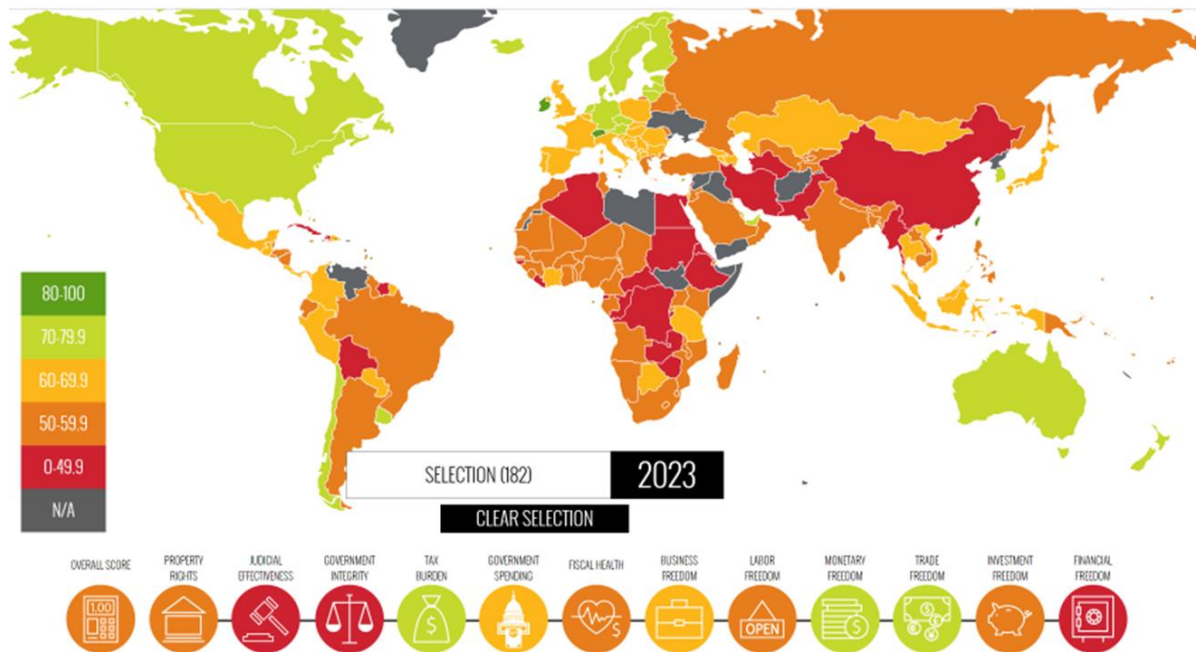 80-100
70-79.9
60-69.9
50-59.9
0-49.9
N/A
SELECTION (182)
2023
CLEAR SELECTION
OVERALL SCORE
PROPERTY
RIGHTS
JUDICIAL
EFFECTIVENESS
GOVERNMENT
INTEGRITY
TAX
BURDEN
GOVERNMENT
SPENDING
FISCAL HEALTH
BUSINESS
FREEDOM
LABOR
FREEDOM
MONETARY
FREEDOM
TRADE
FREEDOM
INVESTMENT
FREEDOM
FINANCIAL
FREEDOM
1.00
$
$
OPEN
$
$
€
¥